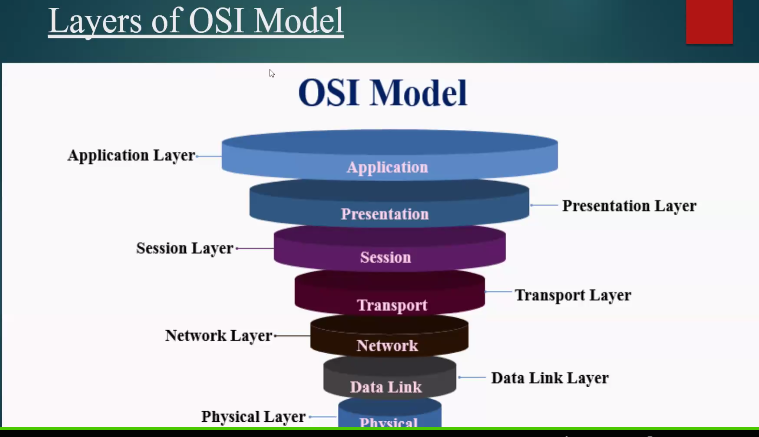 Layers of OSI Model
OSI Model
Application Layer
Application
Presentation
Presentation Layer
Session Layer
Session
Transport
Transport Layer
Network Layer
Network
Data Link
Data Link Layer
Physical Layer
Physical